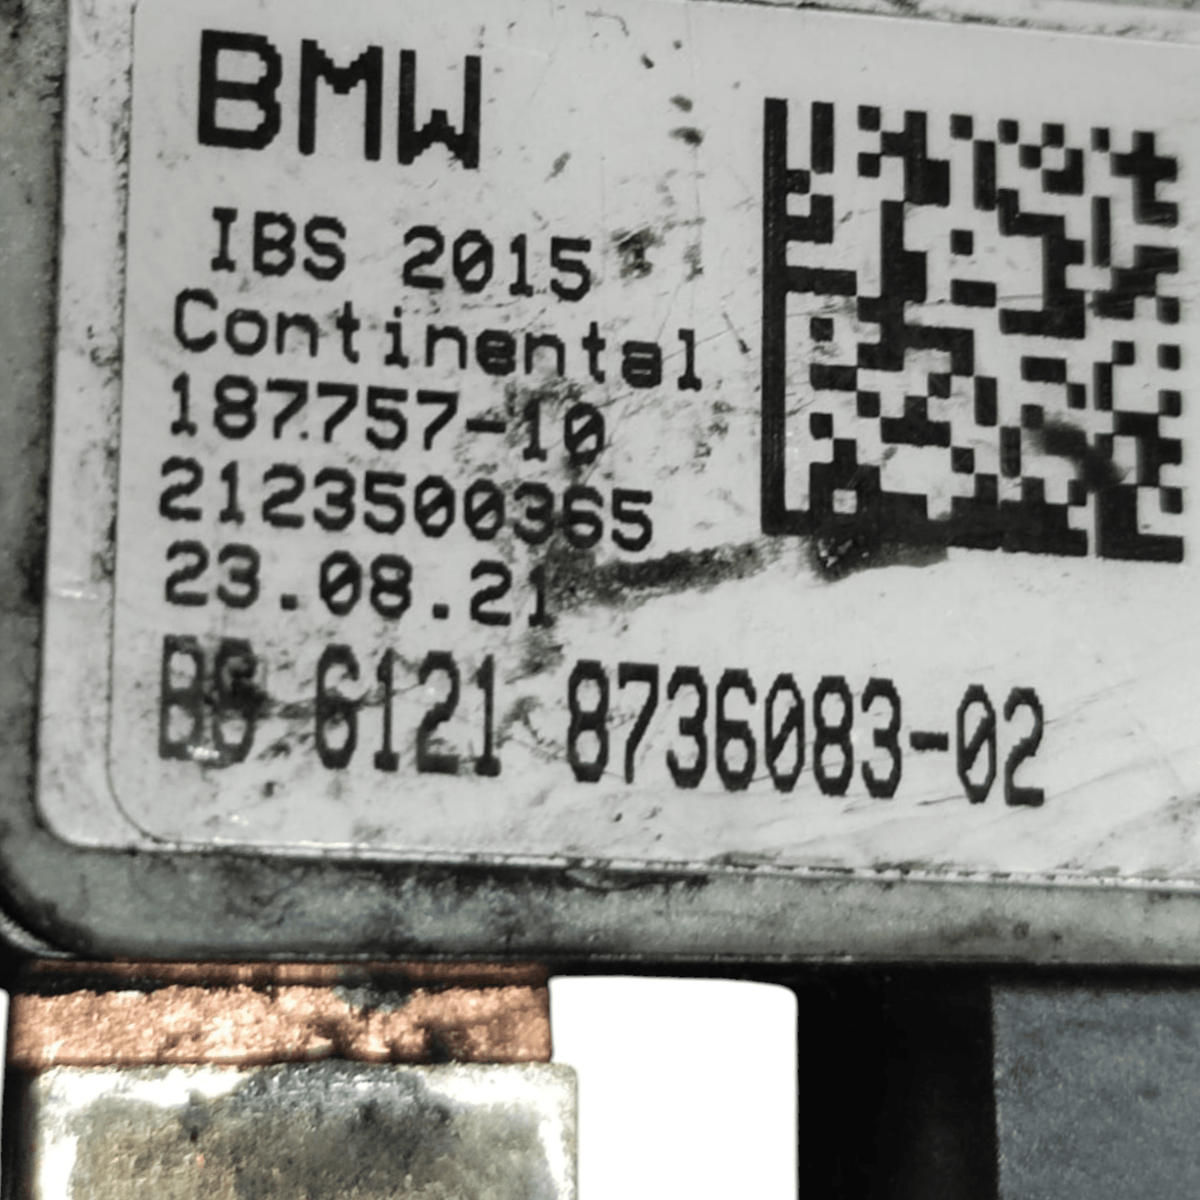 BMW
IBS 2015
Continental
187757-10
2123500365
23.08.21
6121 8736083-02